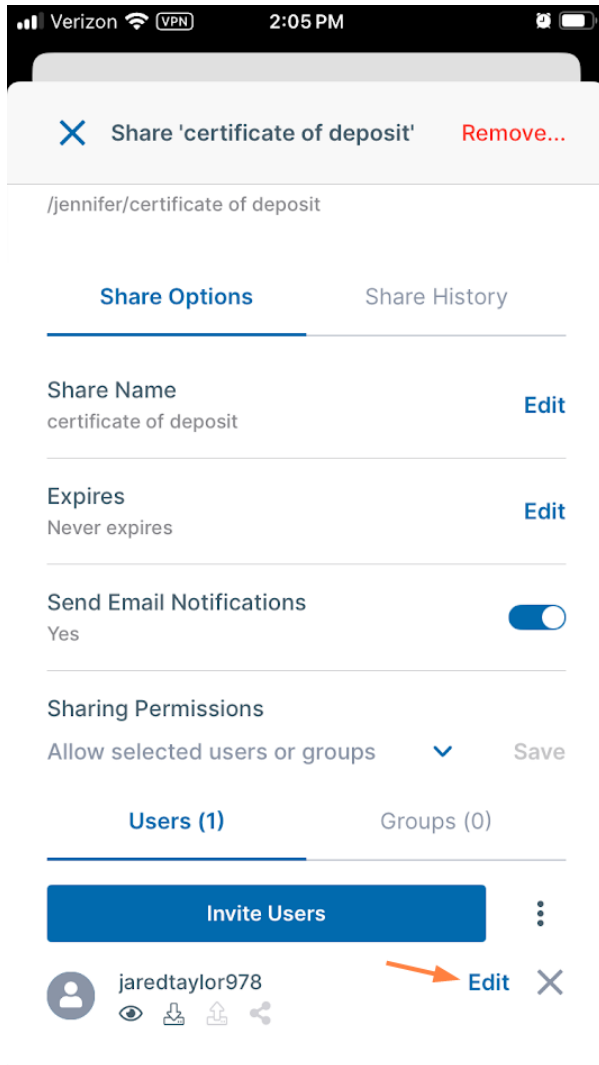 Verizon VPN 2:05 PM
Share 'certificate of deposit' Remove...
/jennifer/certificate of deposit
Share Options Share History
Share Name
Edit
certificate of deposit
Expires
Edit
Never expires
Send Email Notifications
Yes
Sharing Permissions
Allow selected users or groups Save
Users (1) Groups (0)
Invite Users
jaredtaylor978 Edit